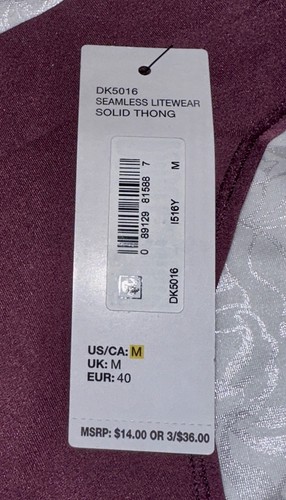 DK5016
SEAMLESS LITEWEAR
SOLID THONG
0 89129 81588 7
DK5016 I516Y M
US/CA: M
UK: M
EUR: 40
MSRP: $14.00 OR 3/$36.00